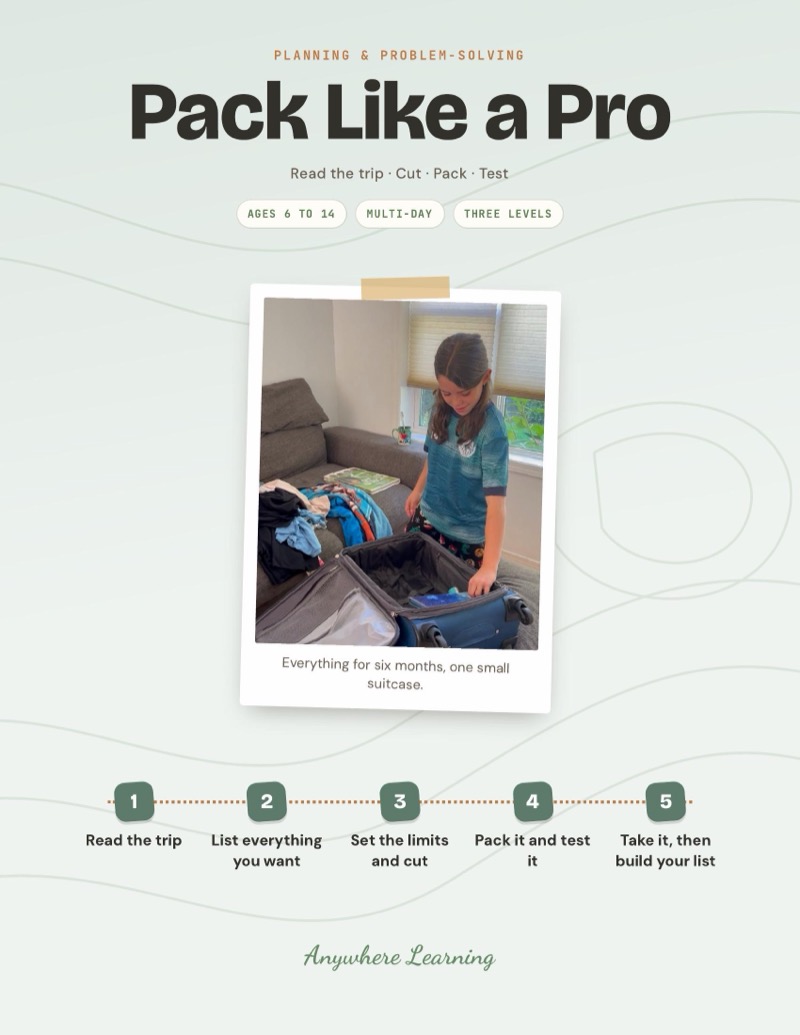 PLANNING & PROBLEM-SOLVING
Pack Like a Pro
Read the trip · Cut · Pack · Test
AGES 6 TO 14
MULTI-DAY
THREE LEVELS
Everything for six months, one small
suitcase.
1
Read the trip
2
List everything
you want
3
Set the limits
and cut
4
Pack it and test
it
5
Take it, then
build your list
Anywhere Learning